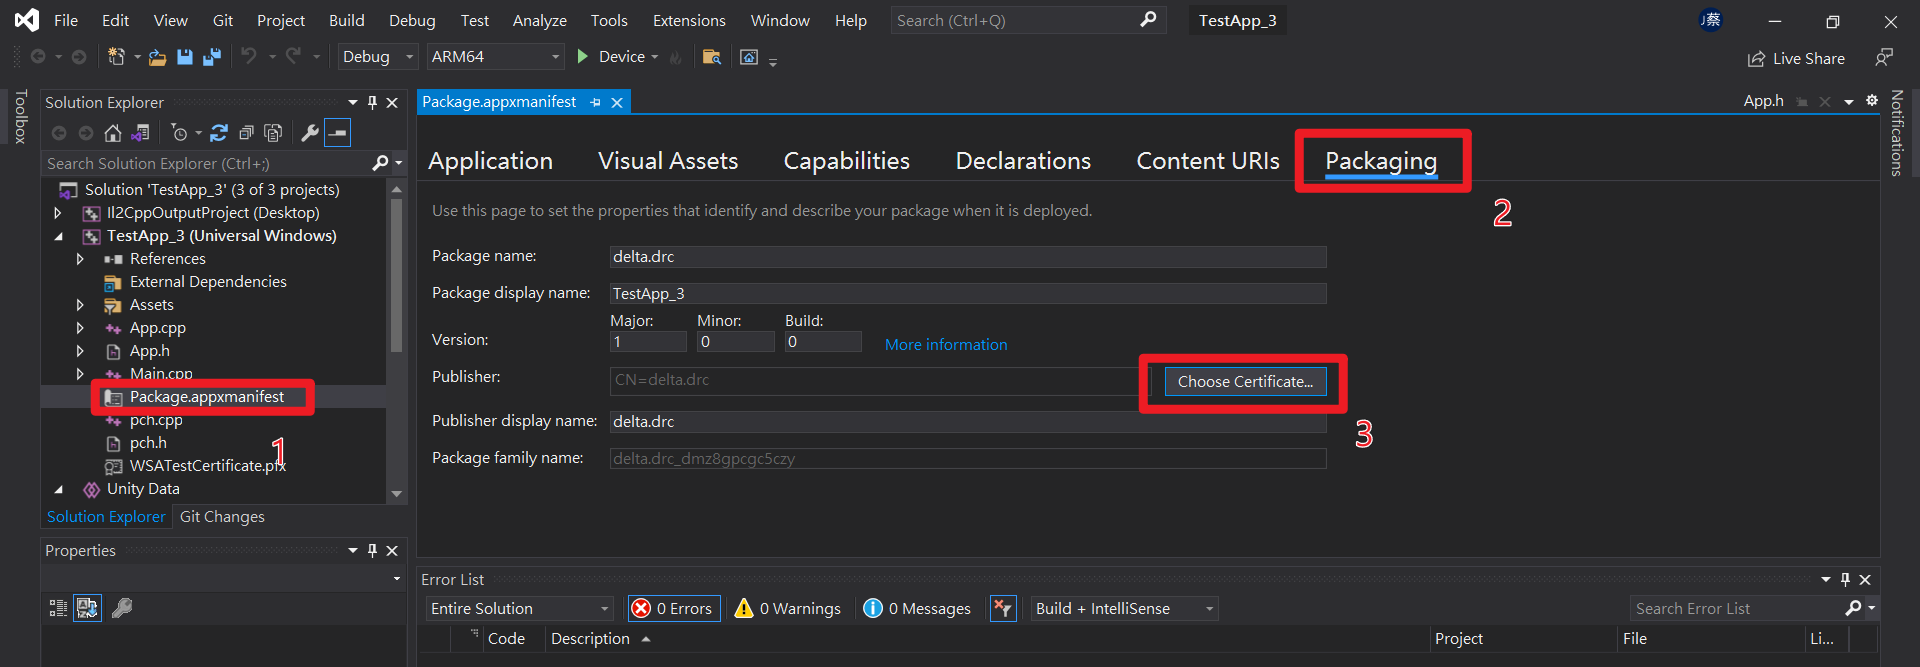 File Edit View Git Project Build Debug Test Analyze Tools Extensions Window Help Search (Ctrl+Q) TestApp_3 J蔡
Debug ARM64 Device Live Share
Toolbox
Solution Explorer
Search Solution Explorer (Ctrl+;)
Solution 'TestApp_3' (3 of 3 projects)
Il2CppOutputProject (Desktop)
TestApp_3 (Universal Windows)
References
External Dependencies
Assets
App.cpp
App.h
Main.cpp
Package.appxmanifest
pch.cpp
pch.h
1
WSATestCertificate.pfx
Unity Data
Solution Explorer Git Changes
Properties
Package.appxmanifest App.h
Notifications
Application Visual Assets Capabilities Declarations Content URIs Packaging
2
Use this page to set the properties that identify and describe your package when it is deployed.
Package name: delta.drc
Package display name: TestApp_3
Major: Minor: Build:
Version: 1 0 0 More information
Publisher: CN=delta.drc Choose Certificate...
3
Publisher display name: delta.drc
Package family name: delta.drc_dmz8gpcgc5czy
Error List
Entire Solution 0 Errors 0 Warnings 0 Messages Build + IntelliSense Search Error List
Code Description Project File Li...